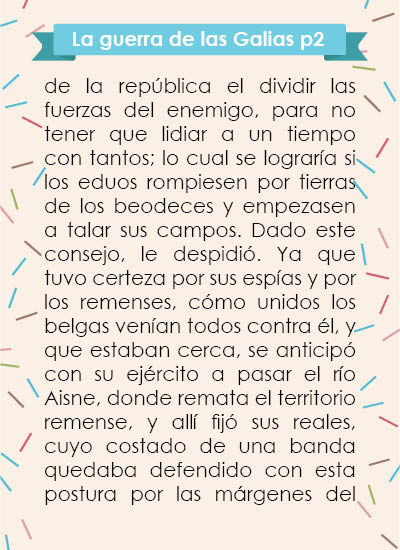 La guerra de las Galias p2
de la república el dividir las
fuerzas del enemigo, para no
tener que lidiar a un tiempo
con tantos; lo cual se lograría si
los eduos rompiesen por tierras
de los beodeces y empezasen
a talar sus campos. Dado este
consejo, le despidió. Ya que
tuvo certeza por sus espías y por
los remenses, cómo unidos los
belgas venían todos contra él, y
que estaban cerca, se anticipó
con su ejército a pasar el río
Aisne, donde remata el territorio
remense, y allí fijó sus reales,
cuyo costado de una banda
quedaba defendido con esta
postura por las márgenes del